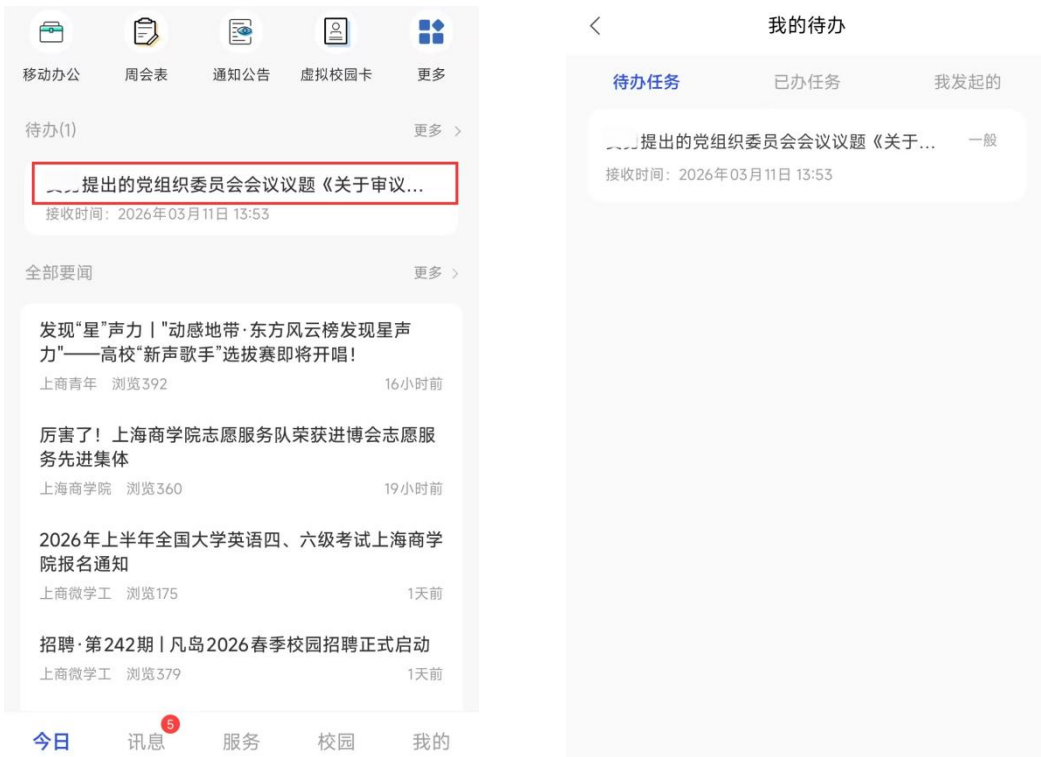 移动办公
周会表
通知公告
虚拟校园卡
更多
待办(1)
更多
提出的党组织委员会会议议题《关于审议...
接收时间：2026年03月11日 13:53
全部要闻
更多
发现“星”声力丨"动感地带·东方风云榜发现星声
力"——高校“新声歌手”选拔赛即将开唱！
上商青年 浏览392
16小时前
厉害了！上海商学院志愿服务队荣获进博会志愿服
务先进集体
上海商学院 浏览360
19小时前
2026年上半年全国大学英语四、六级考试上海商学
院报名通知
上商微学工 浏览175
1天前
招聘·第242期丨凡岛2026春季校园招聘正式启动
上商微学工 浏览379
1天前
今日
讯息
5
服务
校园
我的
我的待办
待办任务
已办任务
我发起的
提出的党组织委员会会议议题《关于...
一般
接收时间：2026年03月11日 13:53